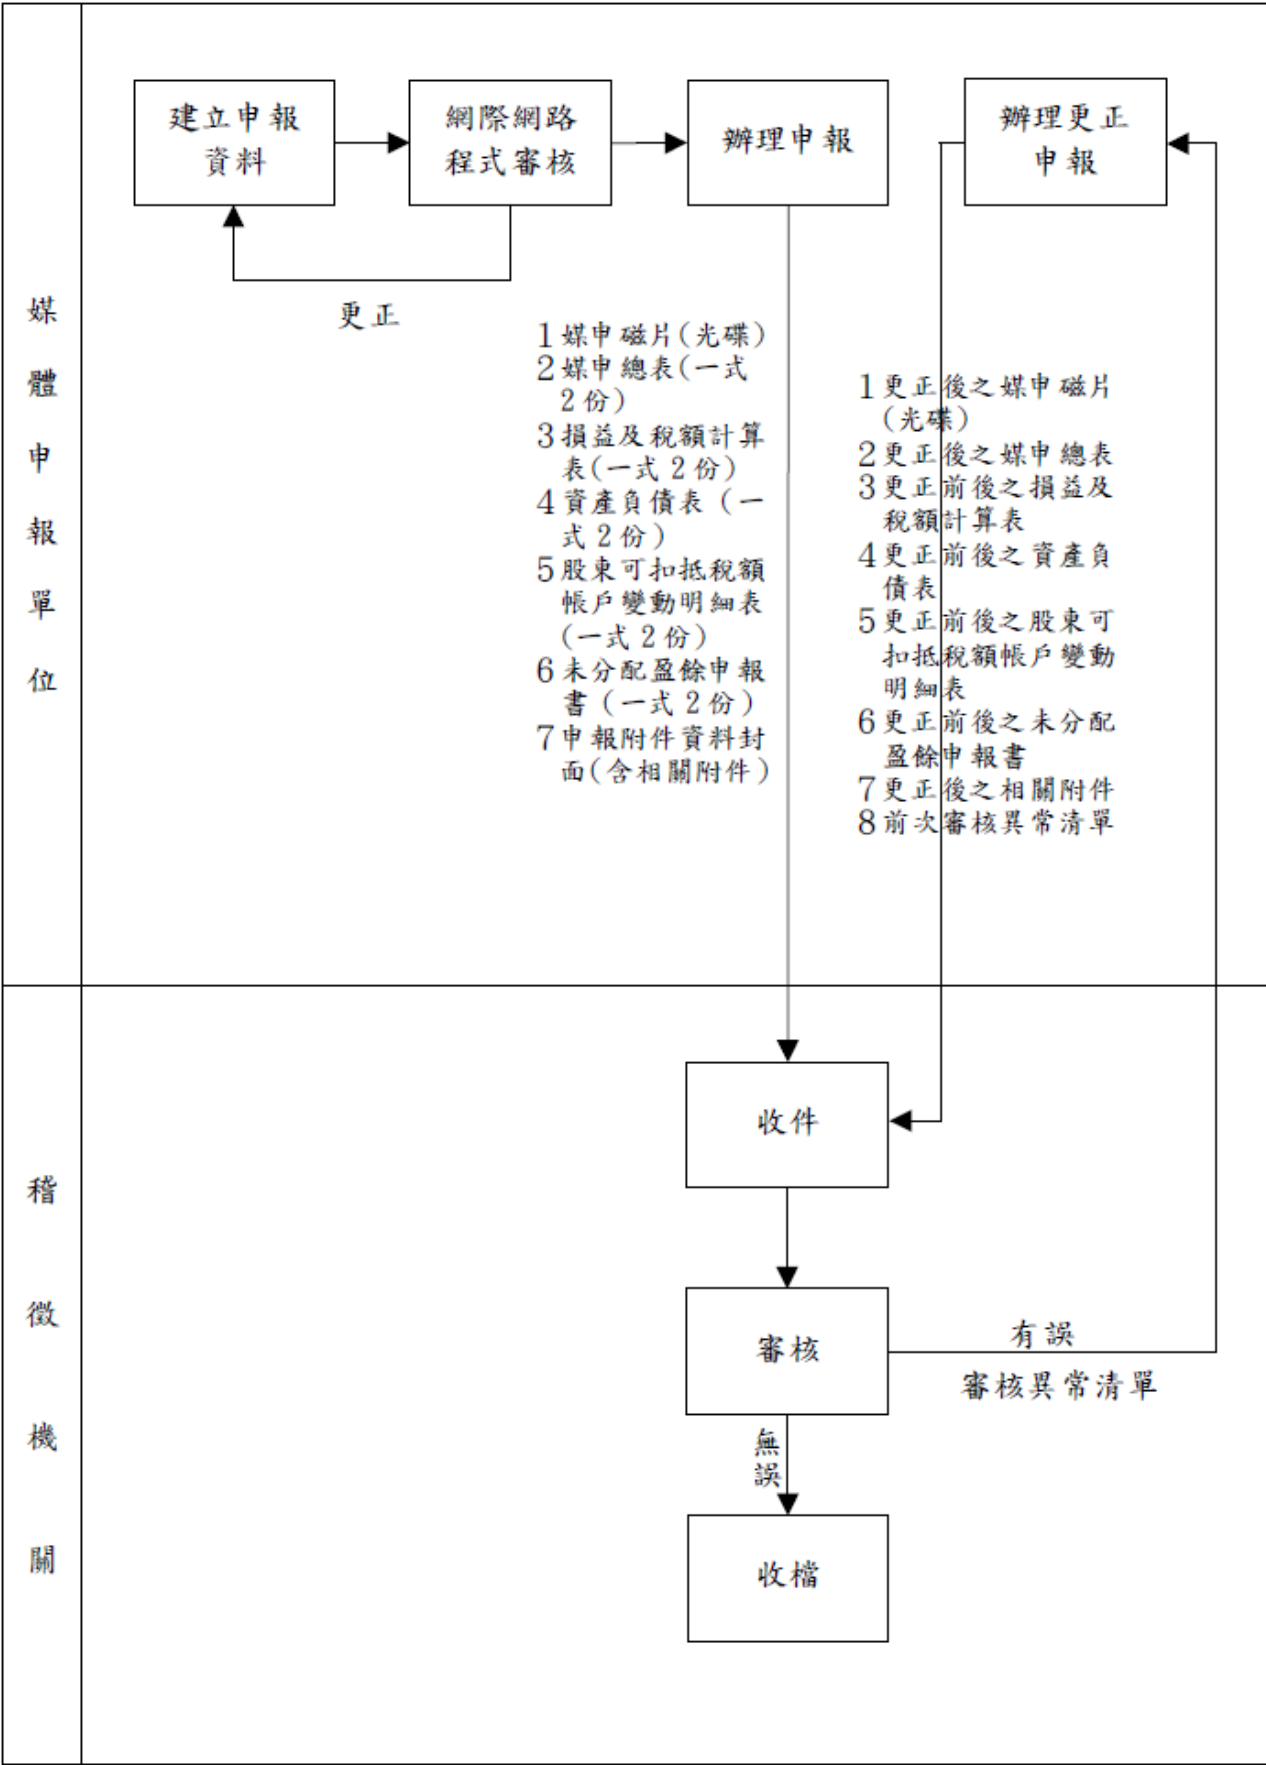 媒體申報單位
建立申報
資料
網際網路
程式審核
辦理申報
辦理更正
申報
更正
1媒申磁片(光碟)
2媒申總表(一式
2份)
3損益及稅額計算
表(一式 2份)
4資產負債表 (一
式 2份)
5股東可扣抵稅額
帳戶變動明細表
(一式 2份)
6未分配盈餘申報
書 (一式 2份)
7申報附件資料封
面(含相關附件)
1更正後之媒申磁片
(光碟)
2更正後之媒申總表
3更正前後之損益及
稅額計算表
4更正前後之資產負
債表
5更正前後之股東可
扣抵稅額帳戶變動
明細表
6更正前後之未分配
盈餘申報書
7更正後之相關附件
8前次審核異常清單
稽徵機關
收件
審核
有誤
審核異常清單
無誤
收檔